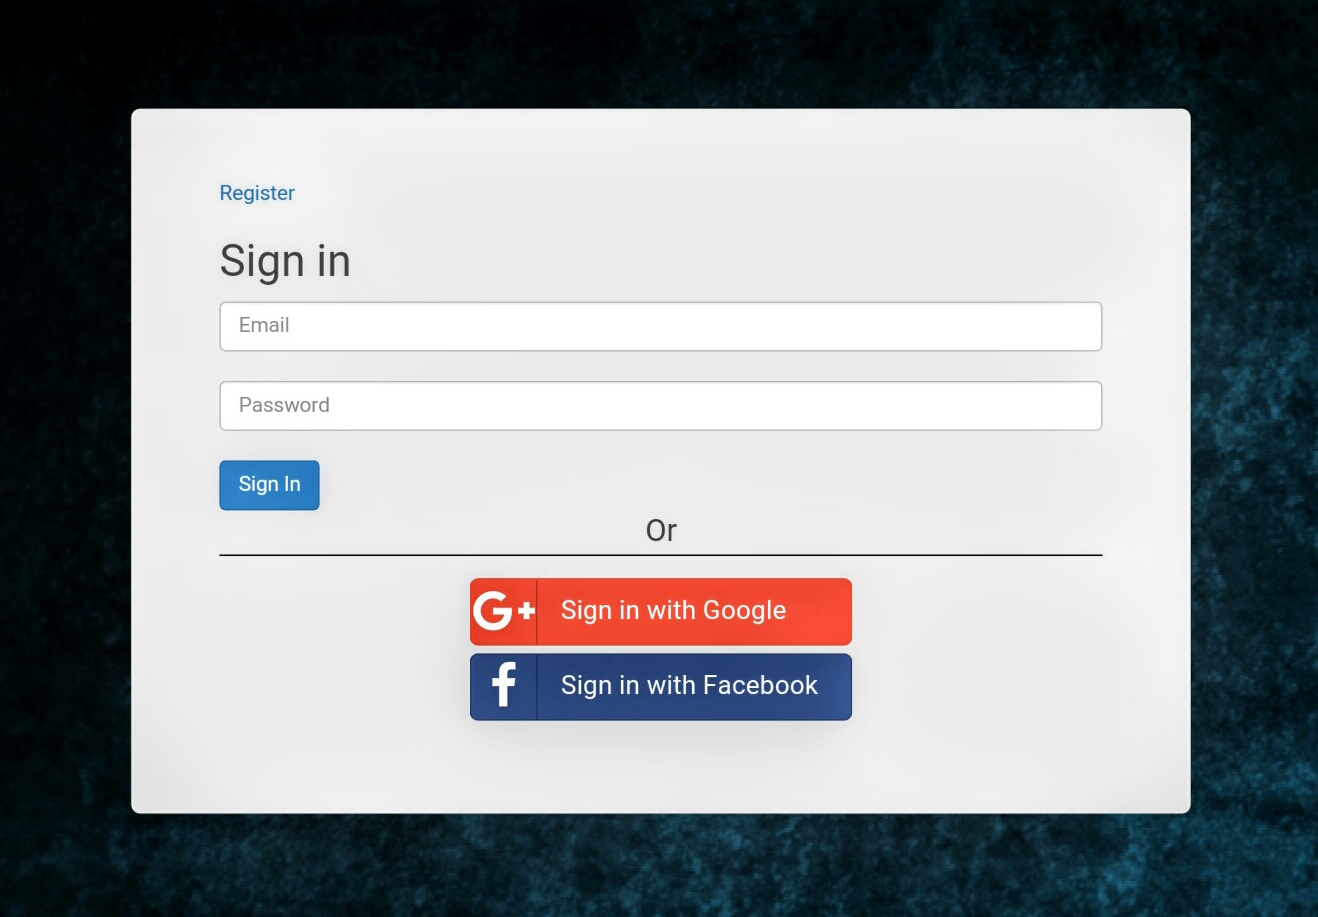 Register
Sign in
Email
Password
Sign In
Or
G+ Sign in with Google
f Sign in with Facebook